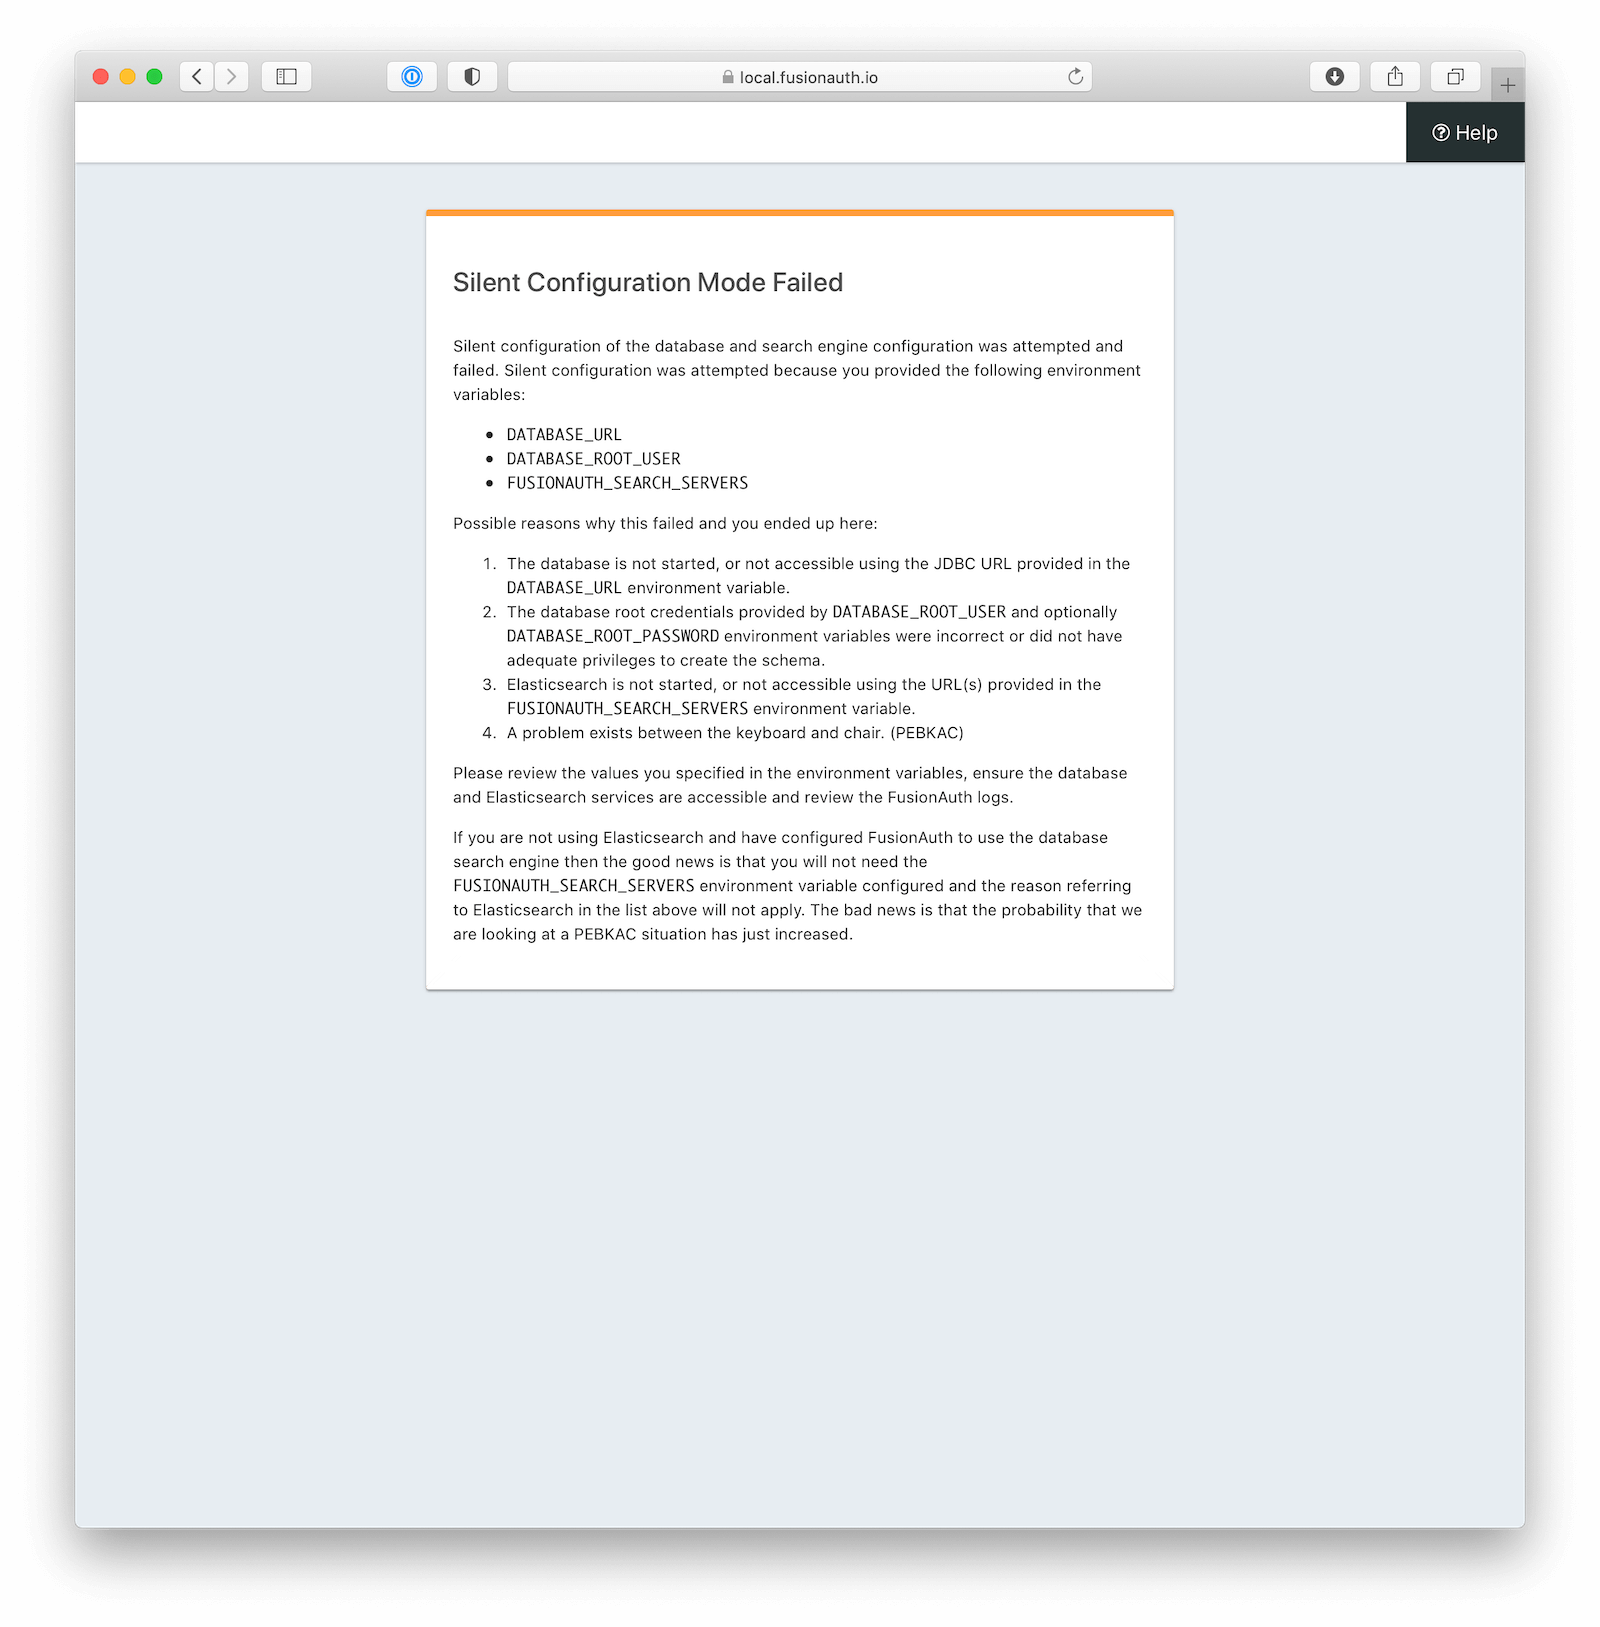 local.fusionauth.io
Help
Silent Configuration Mode Failed
Silent configuration of the database and search engine configuration was attempted and
failed. Silent configuration was attempted because you provided the following environment
variables:
• DATABASE_URL
• DATABASE_ROOT_USER
• FUSIONAUTH_SEARCH_SERVERS
Possible reasons why this failed and you ended up here:
1. The database is not started, or not accessible using the JDBC URL provided in the
DATABASE_URL environment variable.
2. The database root credentials provided by DATABASE_ROOT_USER and optionally
DATABASE_ROOT_PASSWORD environment variables were incorrect or did not have
adequate privileges to create the schema.
3. Elasticsearch is not started, or not accessible using the URL(s) provided in the
FUSIONAUTH_SEARCH_SERVERS environment variable.
4. A problem exists between the keyboard and chair. (PEBKAC)
Please review the values you specified in the environment variables, ensure the database
and Elasticsearch services are accessible and review the FusionAuth logs.
If you are not using Elasticsearch and have configured FusionAuth to use the database
search engine then the good news is that you will not need the
FUSIONAUTH_SEARCH_SERVERS environment variable configured and the reason referring
to Elasticsearch in the list above will not apply. The bad news is that the probability that we
are looking at a PEBKAC situation has just increased.